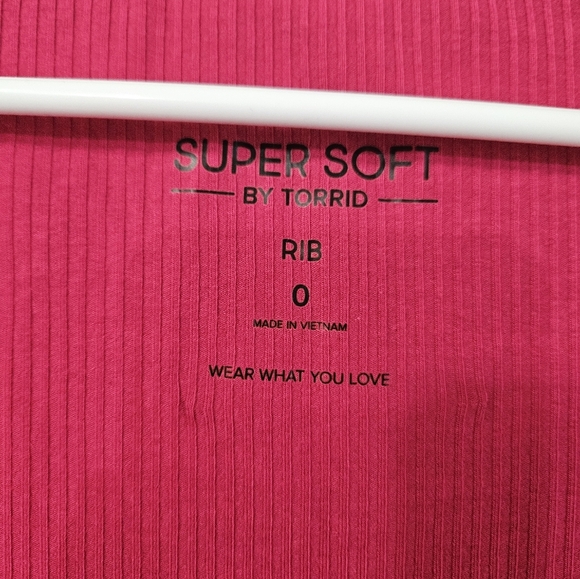 SUPER SOFT
BY TORRID
RIB
0
MADE IN VIETNAM
WEAR WHAT YOU LOVE